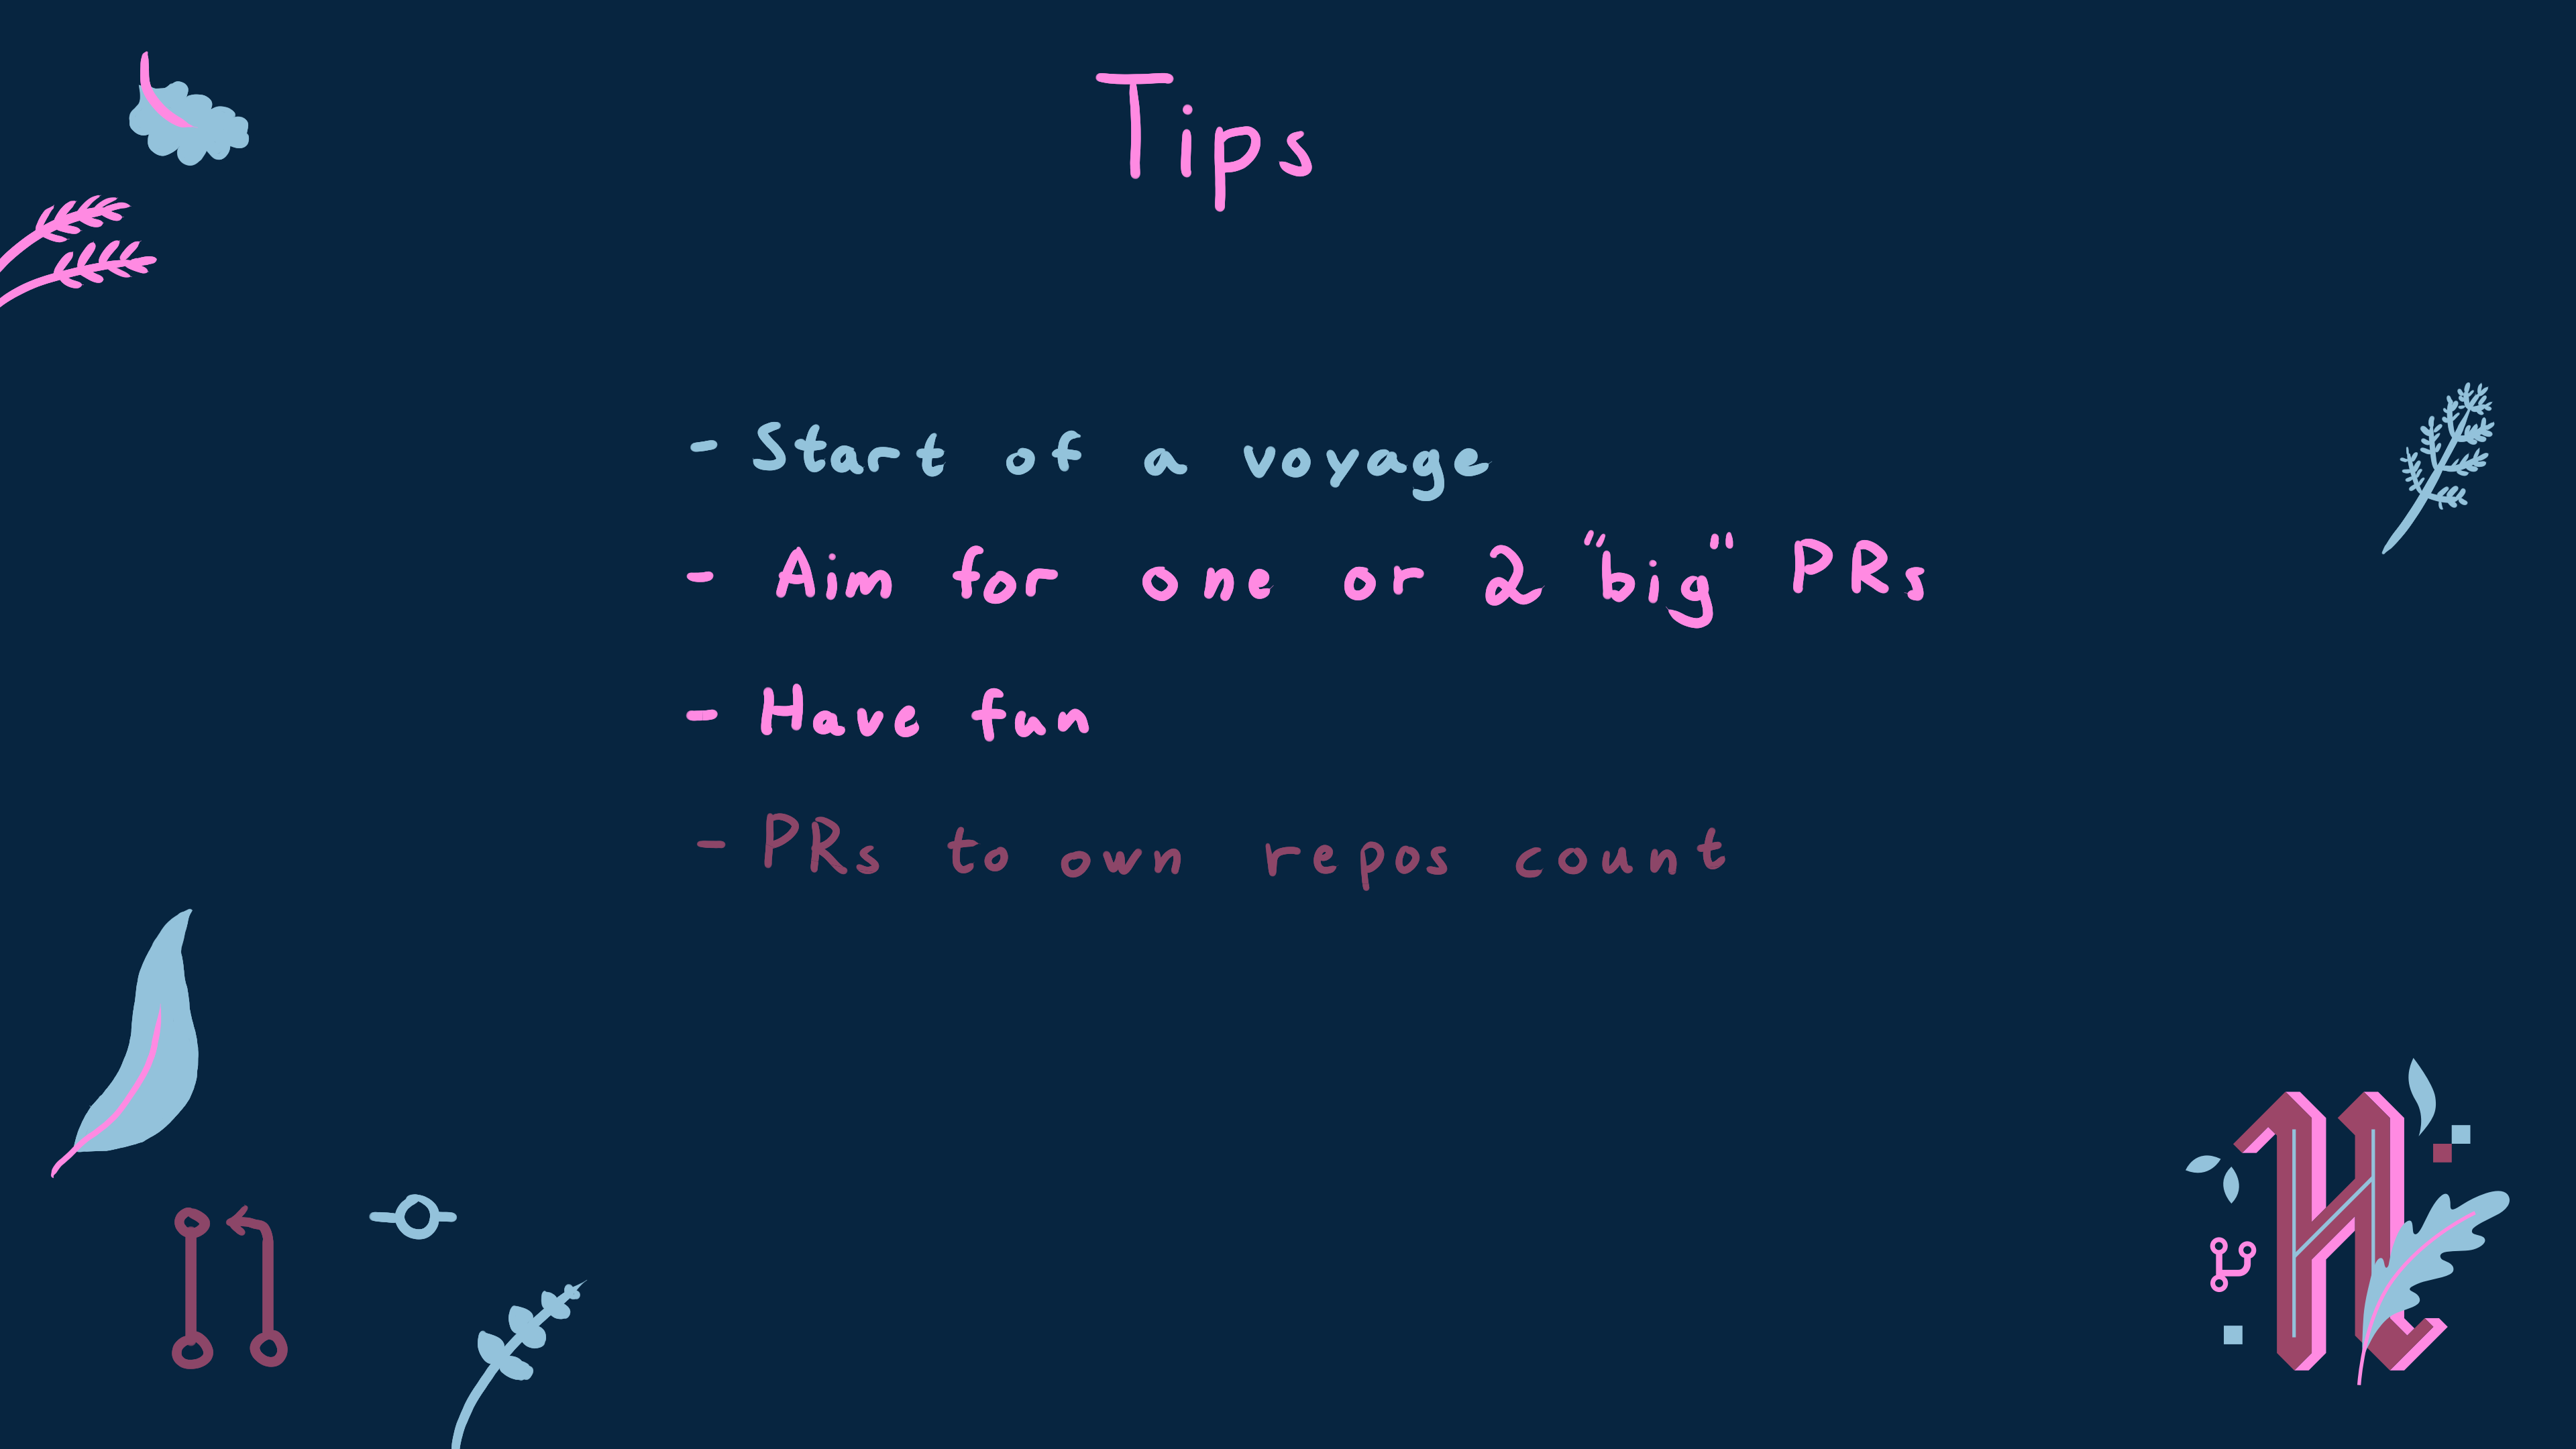 Tips
- Start of a voyage
- Aim for one or 2 "big" PRs
- Have fun
- PRs to own repos count
H